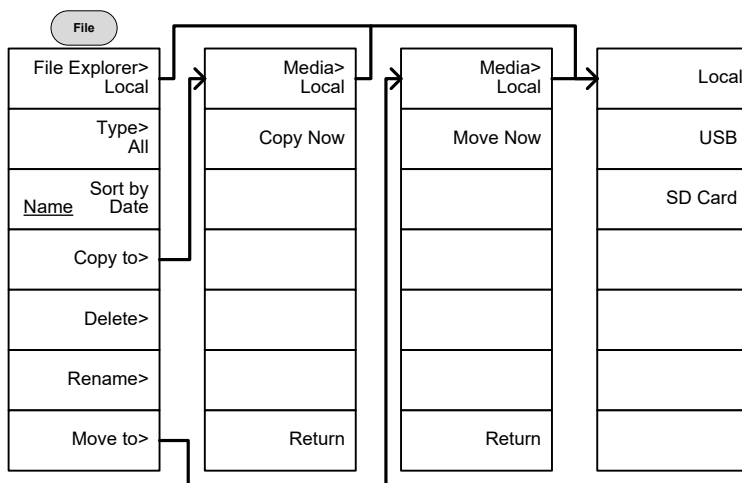 File
File Explorer>
Local
Type>
All
Sort by
Name Date
Copy to>
Delete>
Rename>
Move to>
Media>
Local
Copy Now
Return
Media>
Local
Move Now
Return
Local
USB
SD Card